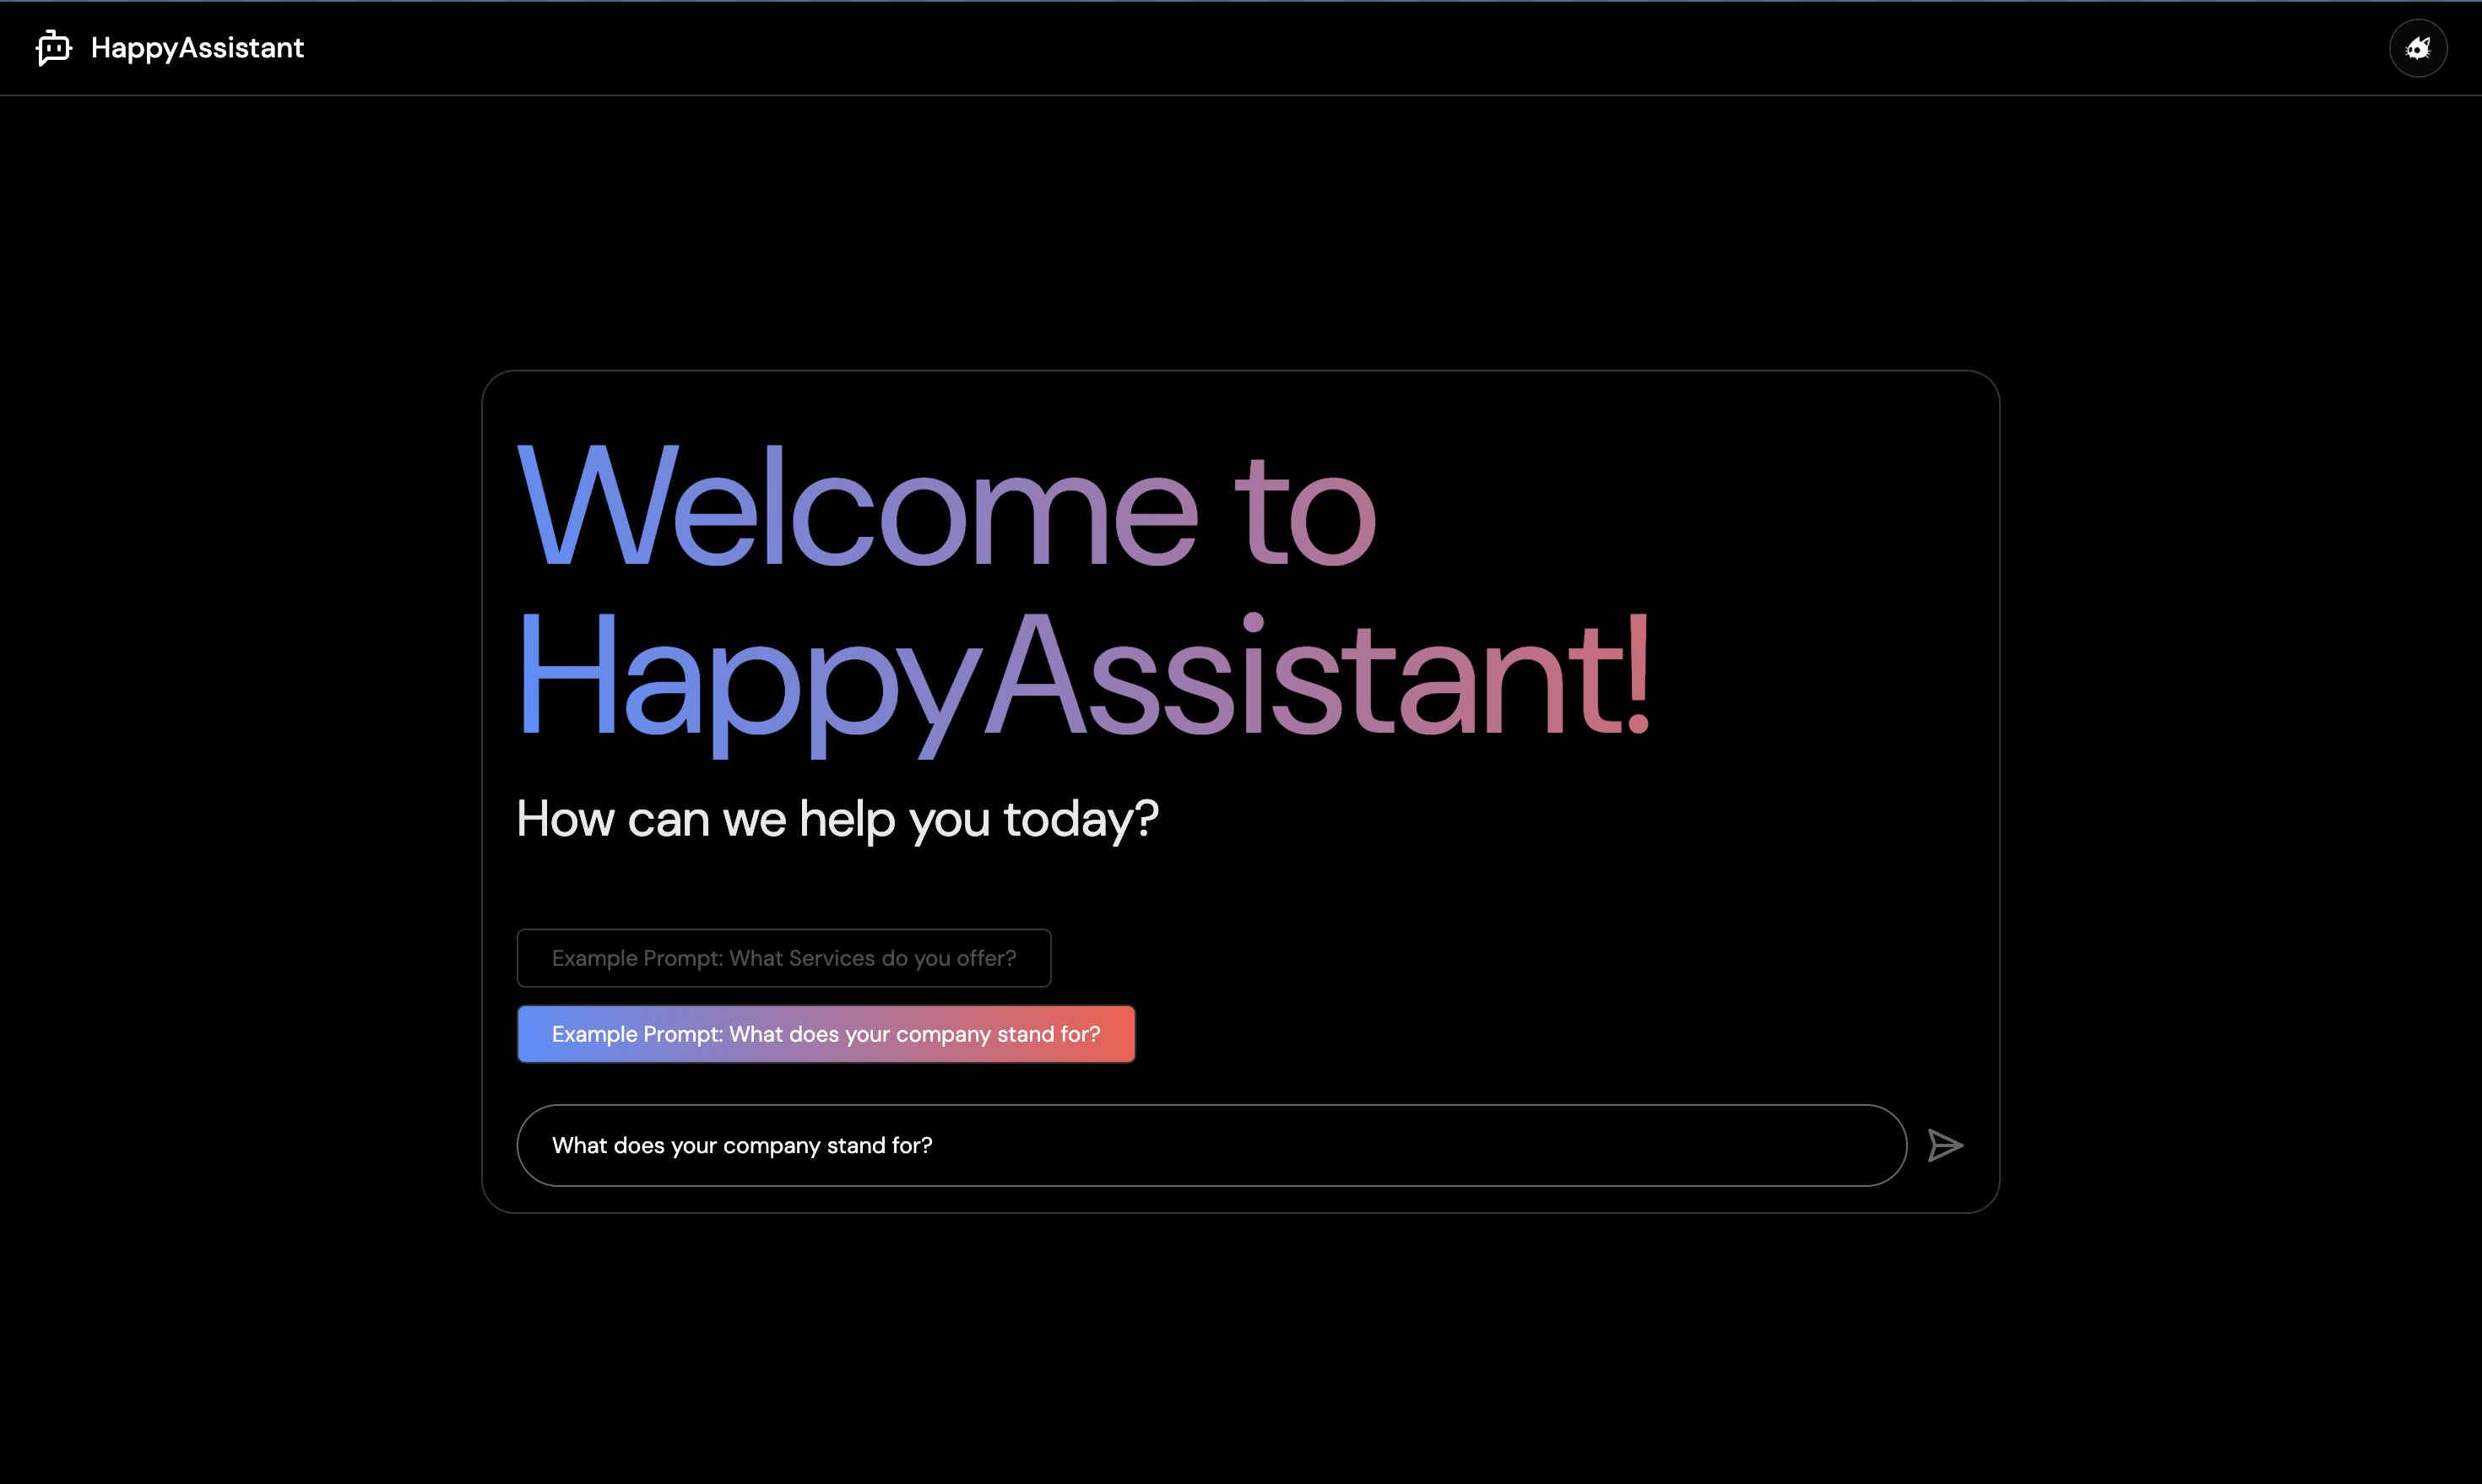 HappyAssistant
Welcome to
HappyAssistant!
How can we help you today?
Example Prompt: What Services do you offer?
Example Prompt: What does your company stand for?
What does your company stand for?